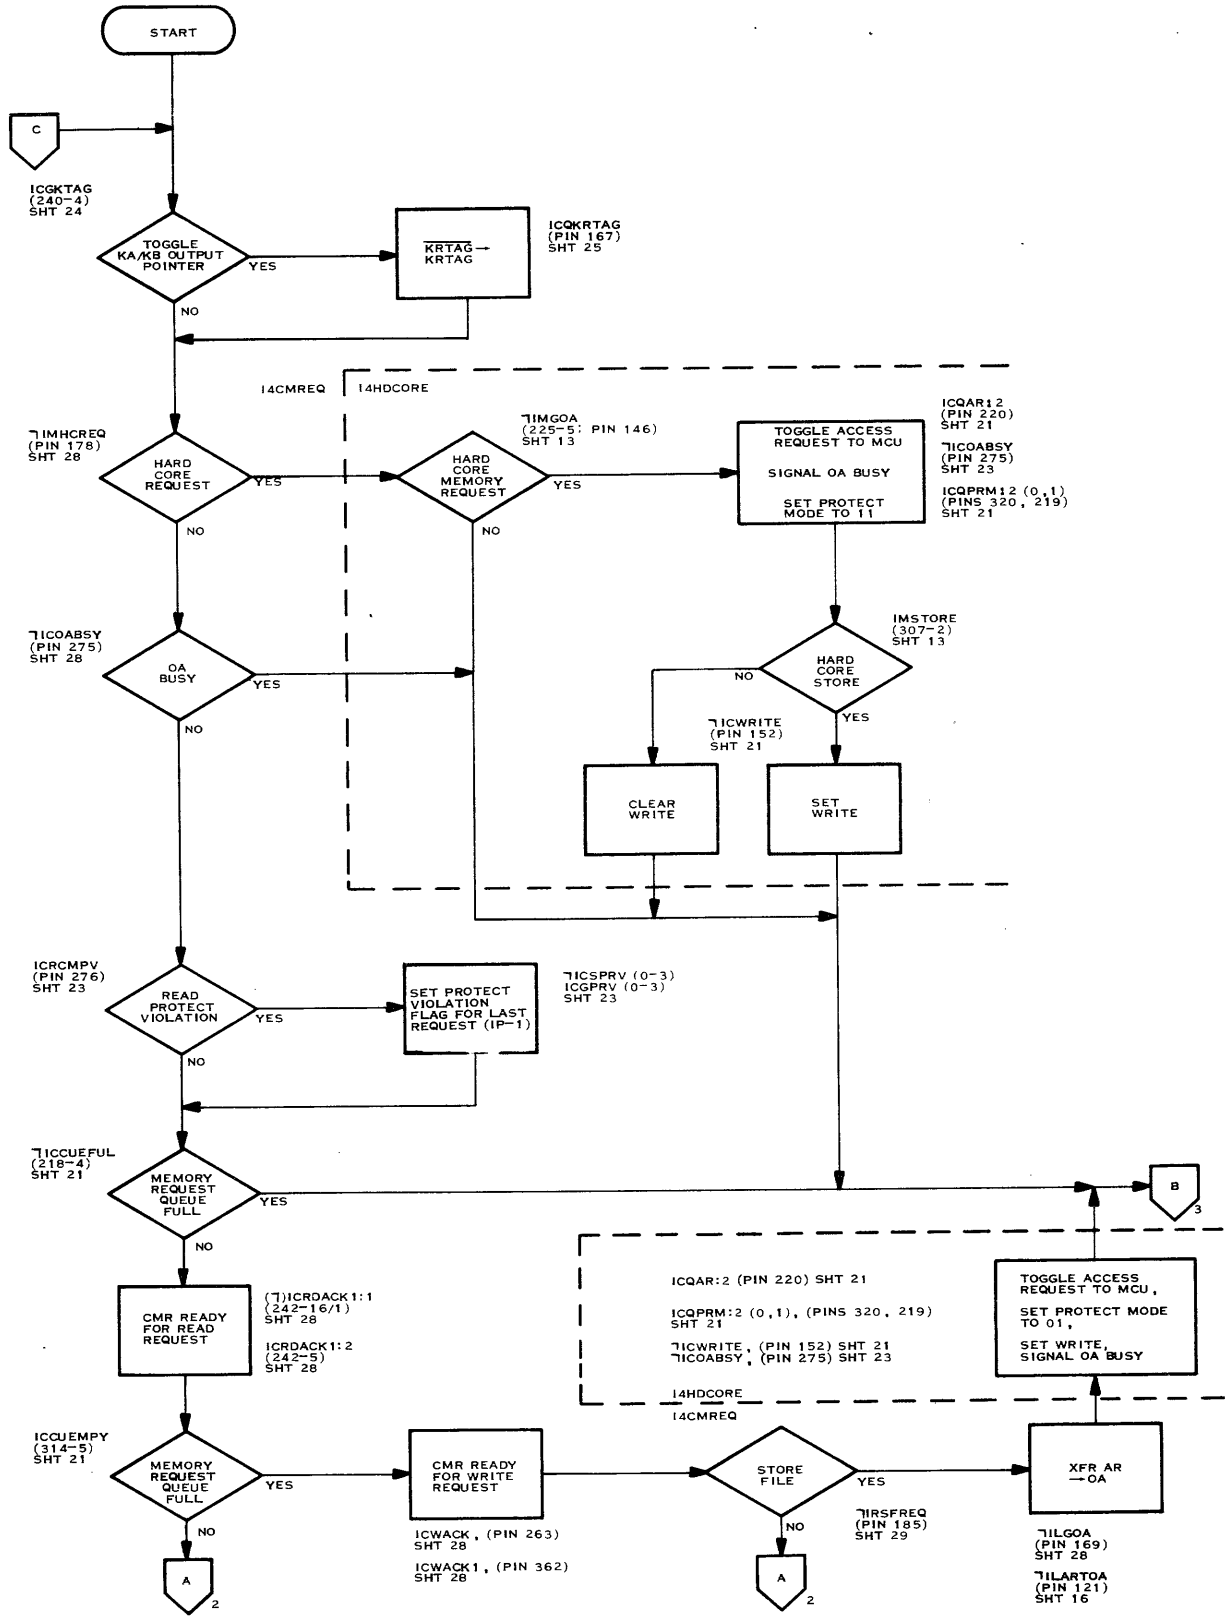 START
C
ICGKTAG
(240-4)
SHT 24
TOGGLE
KA/KB OUTPUT
POINTER
YES
NO
KRTAG →
KRTAG
ICQKRTAG
(PIN 167)
SHT 25
I4CMREQ
I4HDCORE
¬IMHCREQ
(PIN 178)
SHT 28
HARD
CORE
REQUEST
YES
NO
¬IMGOA
(225-5; PIN 146)
SHT 13
HARD
CORE
MEMORY
REQUEST
YES
NO
TOGGLE ACCESS
REQUEST TO MCU
SIGNAL OA BUSY
SET PROTECT
MODE TO 11
ICQAR12
(PIN 220)
SHT 21
¬ICOABSY
(PIN 275)
SHT 23
ICQPRM12 (0,1)
(PINS 320, 219)
SHT 21
¬ICOABSY
(PIN 275)
SHT 28
OA
BUSY
YES
NO
IMSTORE
(307-2)
SHT 13
HARD
CORE
STORE
NO
YES
¬ICWRITE
(PIN 152)
SHT 21
CLEAR
WRITE
SET
WRITE
ICRCMPV
(PIN 276)
SHT 23
READ
PROTECT
VIOLATION
YES
NO
SET PROTECT
VIOLATION
FLAG FOR LAST
REQUEST (IP-1)
¬ICSPRV (0-3)
ICGPRV (0-3)
SHT 23
¬ICCUEFUL
(218-4)
SHT 21
MEMORY
REQUEST
QUEUE
FULL
YES
NO
B
3
CMR READY
FOR READ
REQUEST
(¬)ICRDACK1:1
(242-16/1)
SHT 28
ICRDACK1:2
(242-5)
SHT 28
ICQAR:2 (PIN 220) SHT 21
ICQPRM:2 (0,1), (PINS 320, 219)
SHT 21
¬ICWRITE, (PIN 152) SHT 21
¬ICOABSY, (PIN 275) SHT 23
I4HDCORE
I4CMREQ
TOGGLE ACCESS
REQUEST TO MCU,
SET PROTECT MODE
TO 01,
SET WRITE,
SIGNAL OA BUSY
ICCUEMPY
(314-5)
SHT 21
MEMORY
REQUEST
QUEUE
FULL
YES
NO
CMR READY
FOR WRITE
REQUEST
ICWACK, (PIN 263)
SHT 28
ICWACK1, (PIN 362)
SHT 28
STORE
FILE
YES
NO
¬IRSFREQ
(PIN 185)
SHT 29
XFR AR
→OA
¬ILGOA
(PIN 169)
SHT 28
¬ILARTOA
(PIN 121)
SHT 16
A
2
A
2